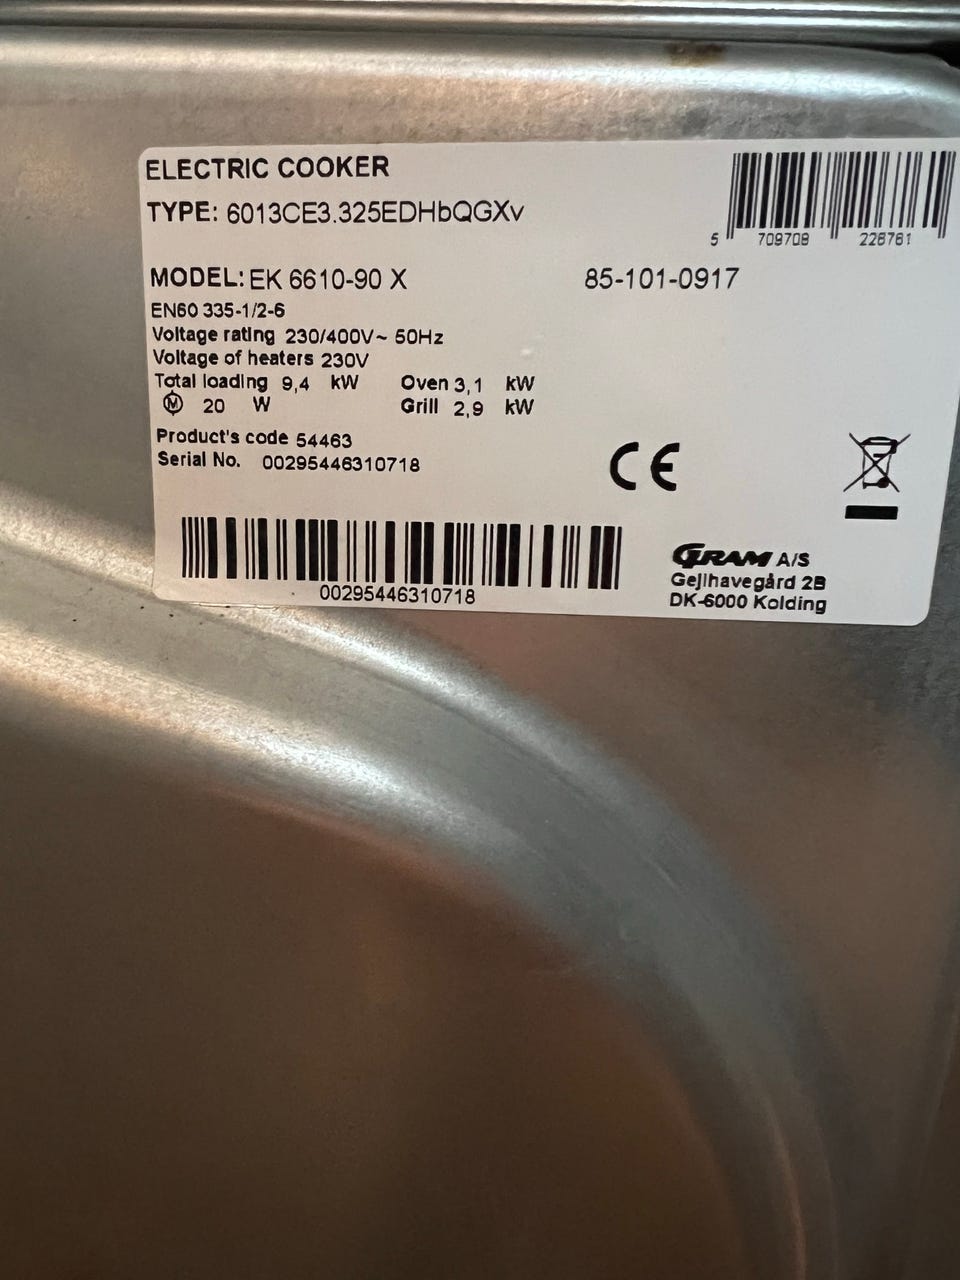 ELECTRIC COOKER
TYPE: 6013CE3.325EDHbQGXv
5 709708 228781
MODEL: EK 6610-90 X 85-101-0917
EN60 335-1/2-6
Voltage rating 230/400V~ 50Hz
Voltage of heaters 230V
Total loading 9,4 kW Oven 3,1 kW
M 20 W Grill 2,9 kW
Product's code 54463
Serial No. 00295446310718
CE
00295446310718
GRAM A/S
Gejlhavegård 2B
DK-6000 Kolding